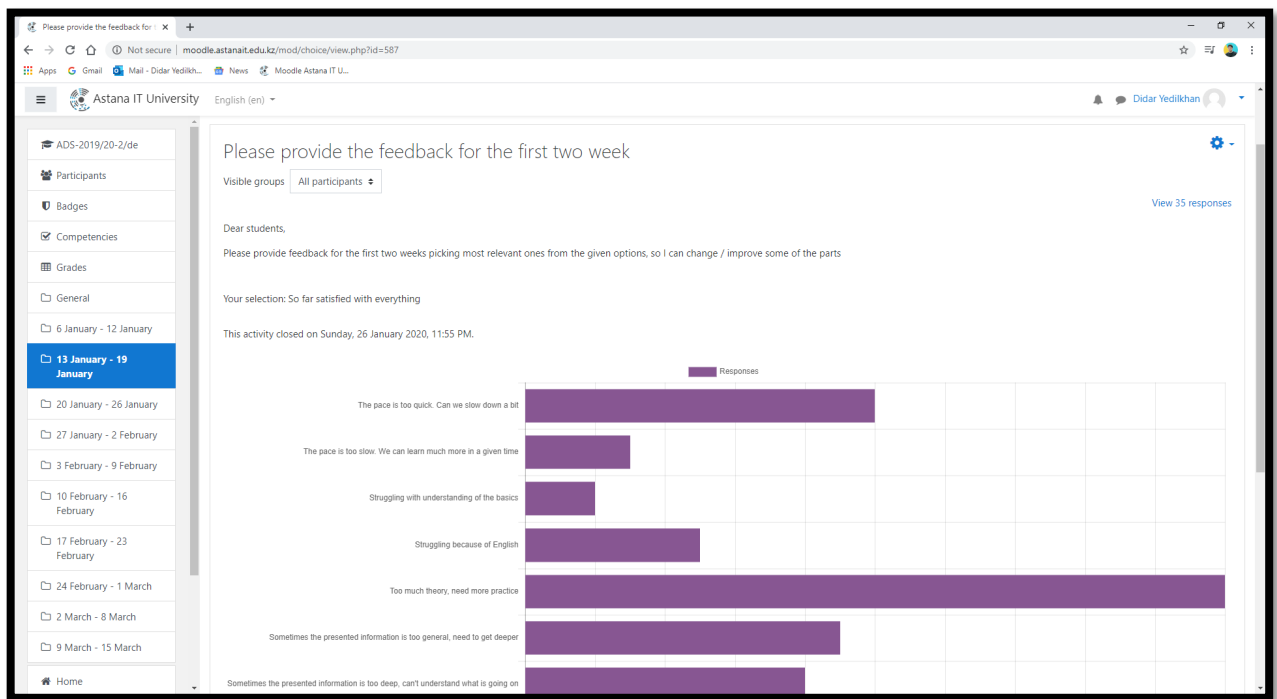 Please provide the feedback for
Not secure | moodle.astanait.edu.kz/mod/choice/view.php?id=587
Apps Gmail Mail - Didar Yedilkh... News Moodle Astana IT U...
Astana IT University English (en) Didar Yedilkhan
ADS-2019/20-2/de
Participants
Badges
Competencies
Grades
General
6 January - 12 January
13 January - 19
January
20 January - 26 January
27 January - 2 February
3 February - 9 February
10 February - 16
February
17 February - 23
February
24 February - 1 March
2 March - 8 March
9 March - 15 March
Home
Please provide the feedback for the first two week
Visible groups All participants
View 35 responses
Dear students,
Please provide feedback for the first two weeks picking most relevant ones from the given options, so I can change / improve some of the parts
Your selection: So far satisfied with everything
This activity closed on Sunday, 26 January 2020, 11:55 PM.
Responses
The pace is too quick. Can we slow down a bit
The pace is too slow. We can learn much more in a given time
Struggling with understanding of the basics
Struggling because of English
Too much theory, need more practice
Sometimes the presented information is too general, need to get deeper
Sometimes the presented information is too deep, can't understand what is going on